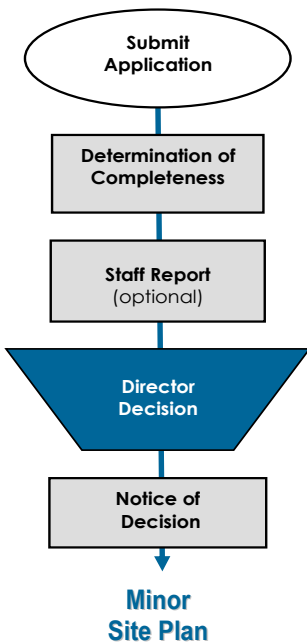 Submit
Application
Determination of
Completeness
Staff Report
(optional)
Director
Decision
Notice of
Decision
Minor
Site Plan